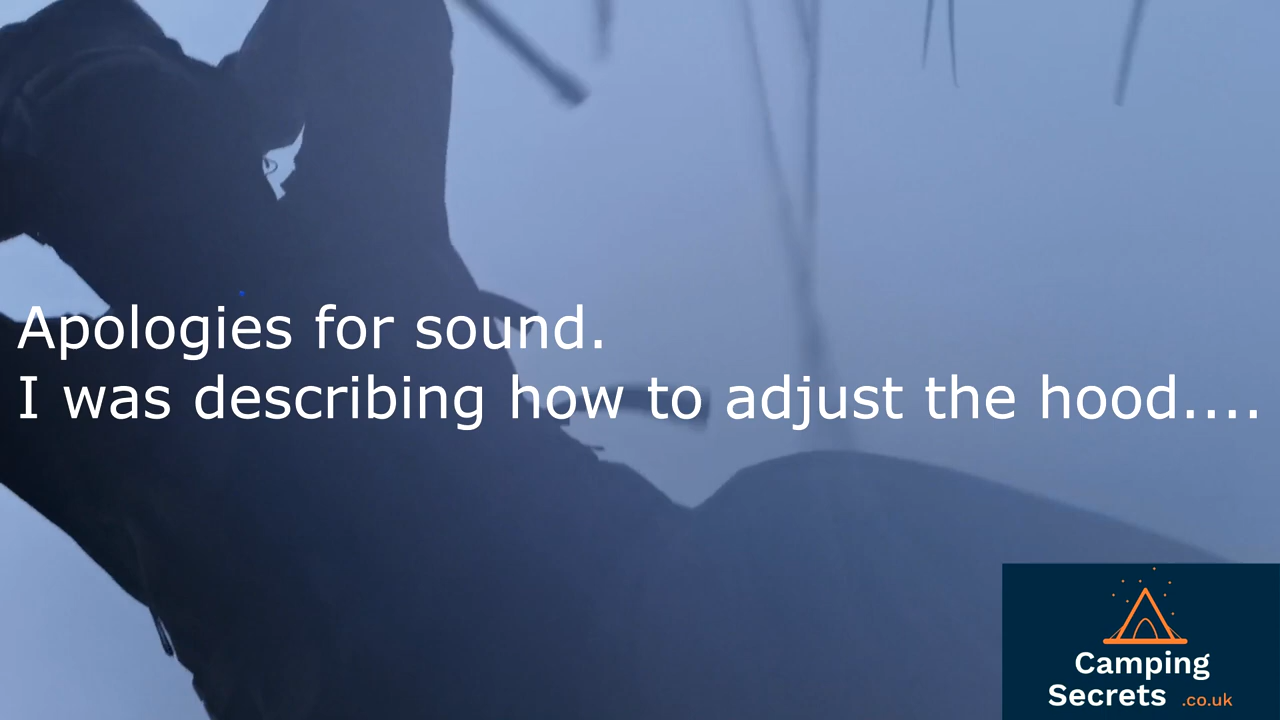 Apologies for sound.
I was describing how to adjust the hood....
Camping
Secrets .co.uk